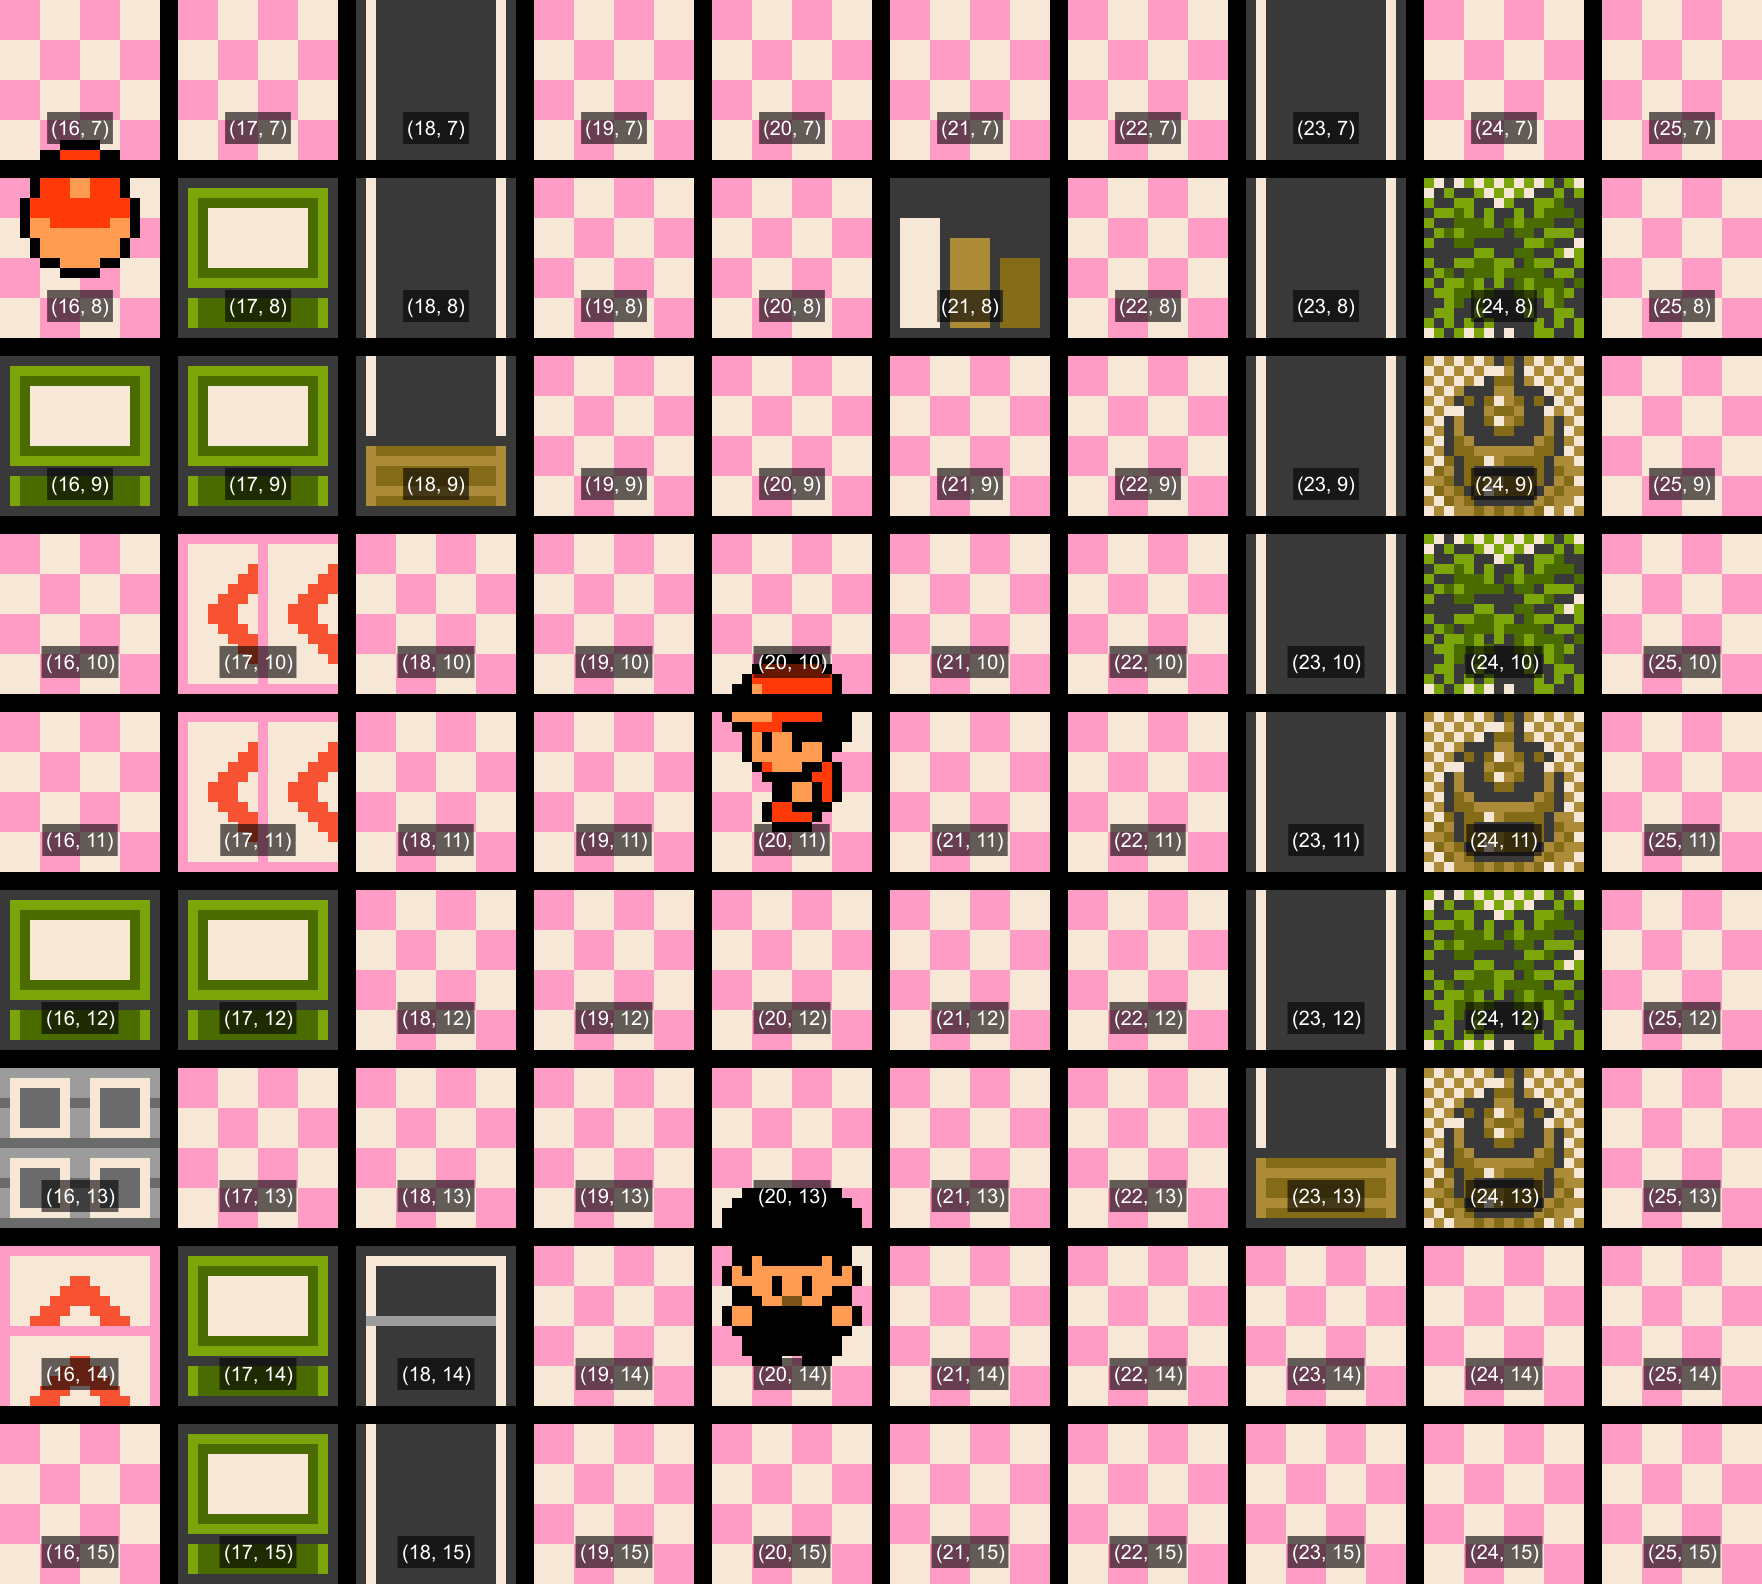 (16, 7) (17, 7) (18, 7) (19, 7) (20, 7) (21, 7) (22, 7) (23, 7) (24, 7) (25, 7)
(16, 8) (17, 8) (18, 8) (19, 8) (20, 8) (21, 8) (22, 8) (23, 8) (24, 8) (25, 8)
(16, 9) (17, 9) (18, 9) (19, 9) (20, 9) (21, 9) (22, 9) (23, 9) (24, 9) (25, 9)
(16, 10) (17, 10) (18, 10) (19, 10) (20, 10) (21, 10) (22, 10) (23, 10) (24, 10) (25, 10)
(16, 11) (17, 11) (18, 11) (19, 11) (20, 11) (21, 11) (22, 11) (23, 11) (24, 11) (25, 11)
(16, 12) (17, 12) (18, 12) (19, 12) (20, 12) (21, 12) (22, 12) (23, 12) (24, 12) (25, 12)
(16, 13) (17, 13) (18, 13) (19, 13) (20, 13) (21, 13) (22, 13) (23, 13) (24, 13) (25, 13)
(16, 14) (17, 14) (18, 14) (19, 14) (20, 14) (21, 14) (22, 14) (23, 14) (24, 14) (25, 14)
(16, 15) (17, 15) (18, 15) (19, 15) (20, 15) (21, 15) (22, 15) (23, 15) (24, 15) (25, 15)